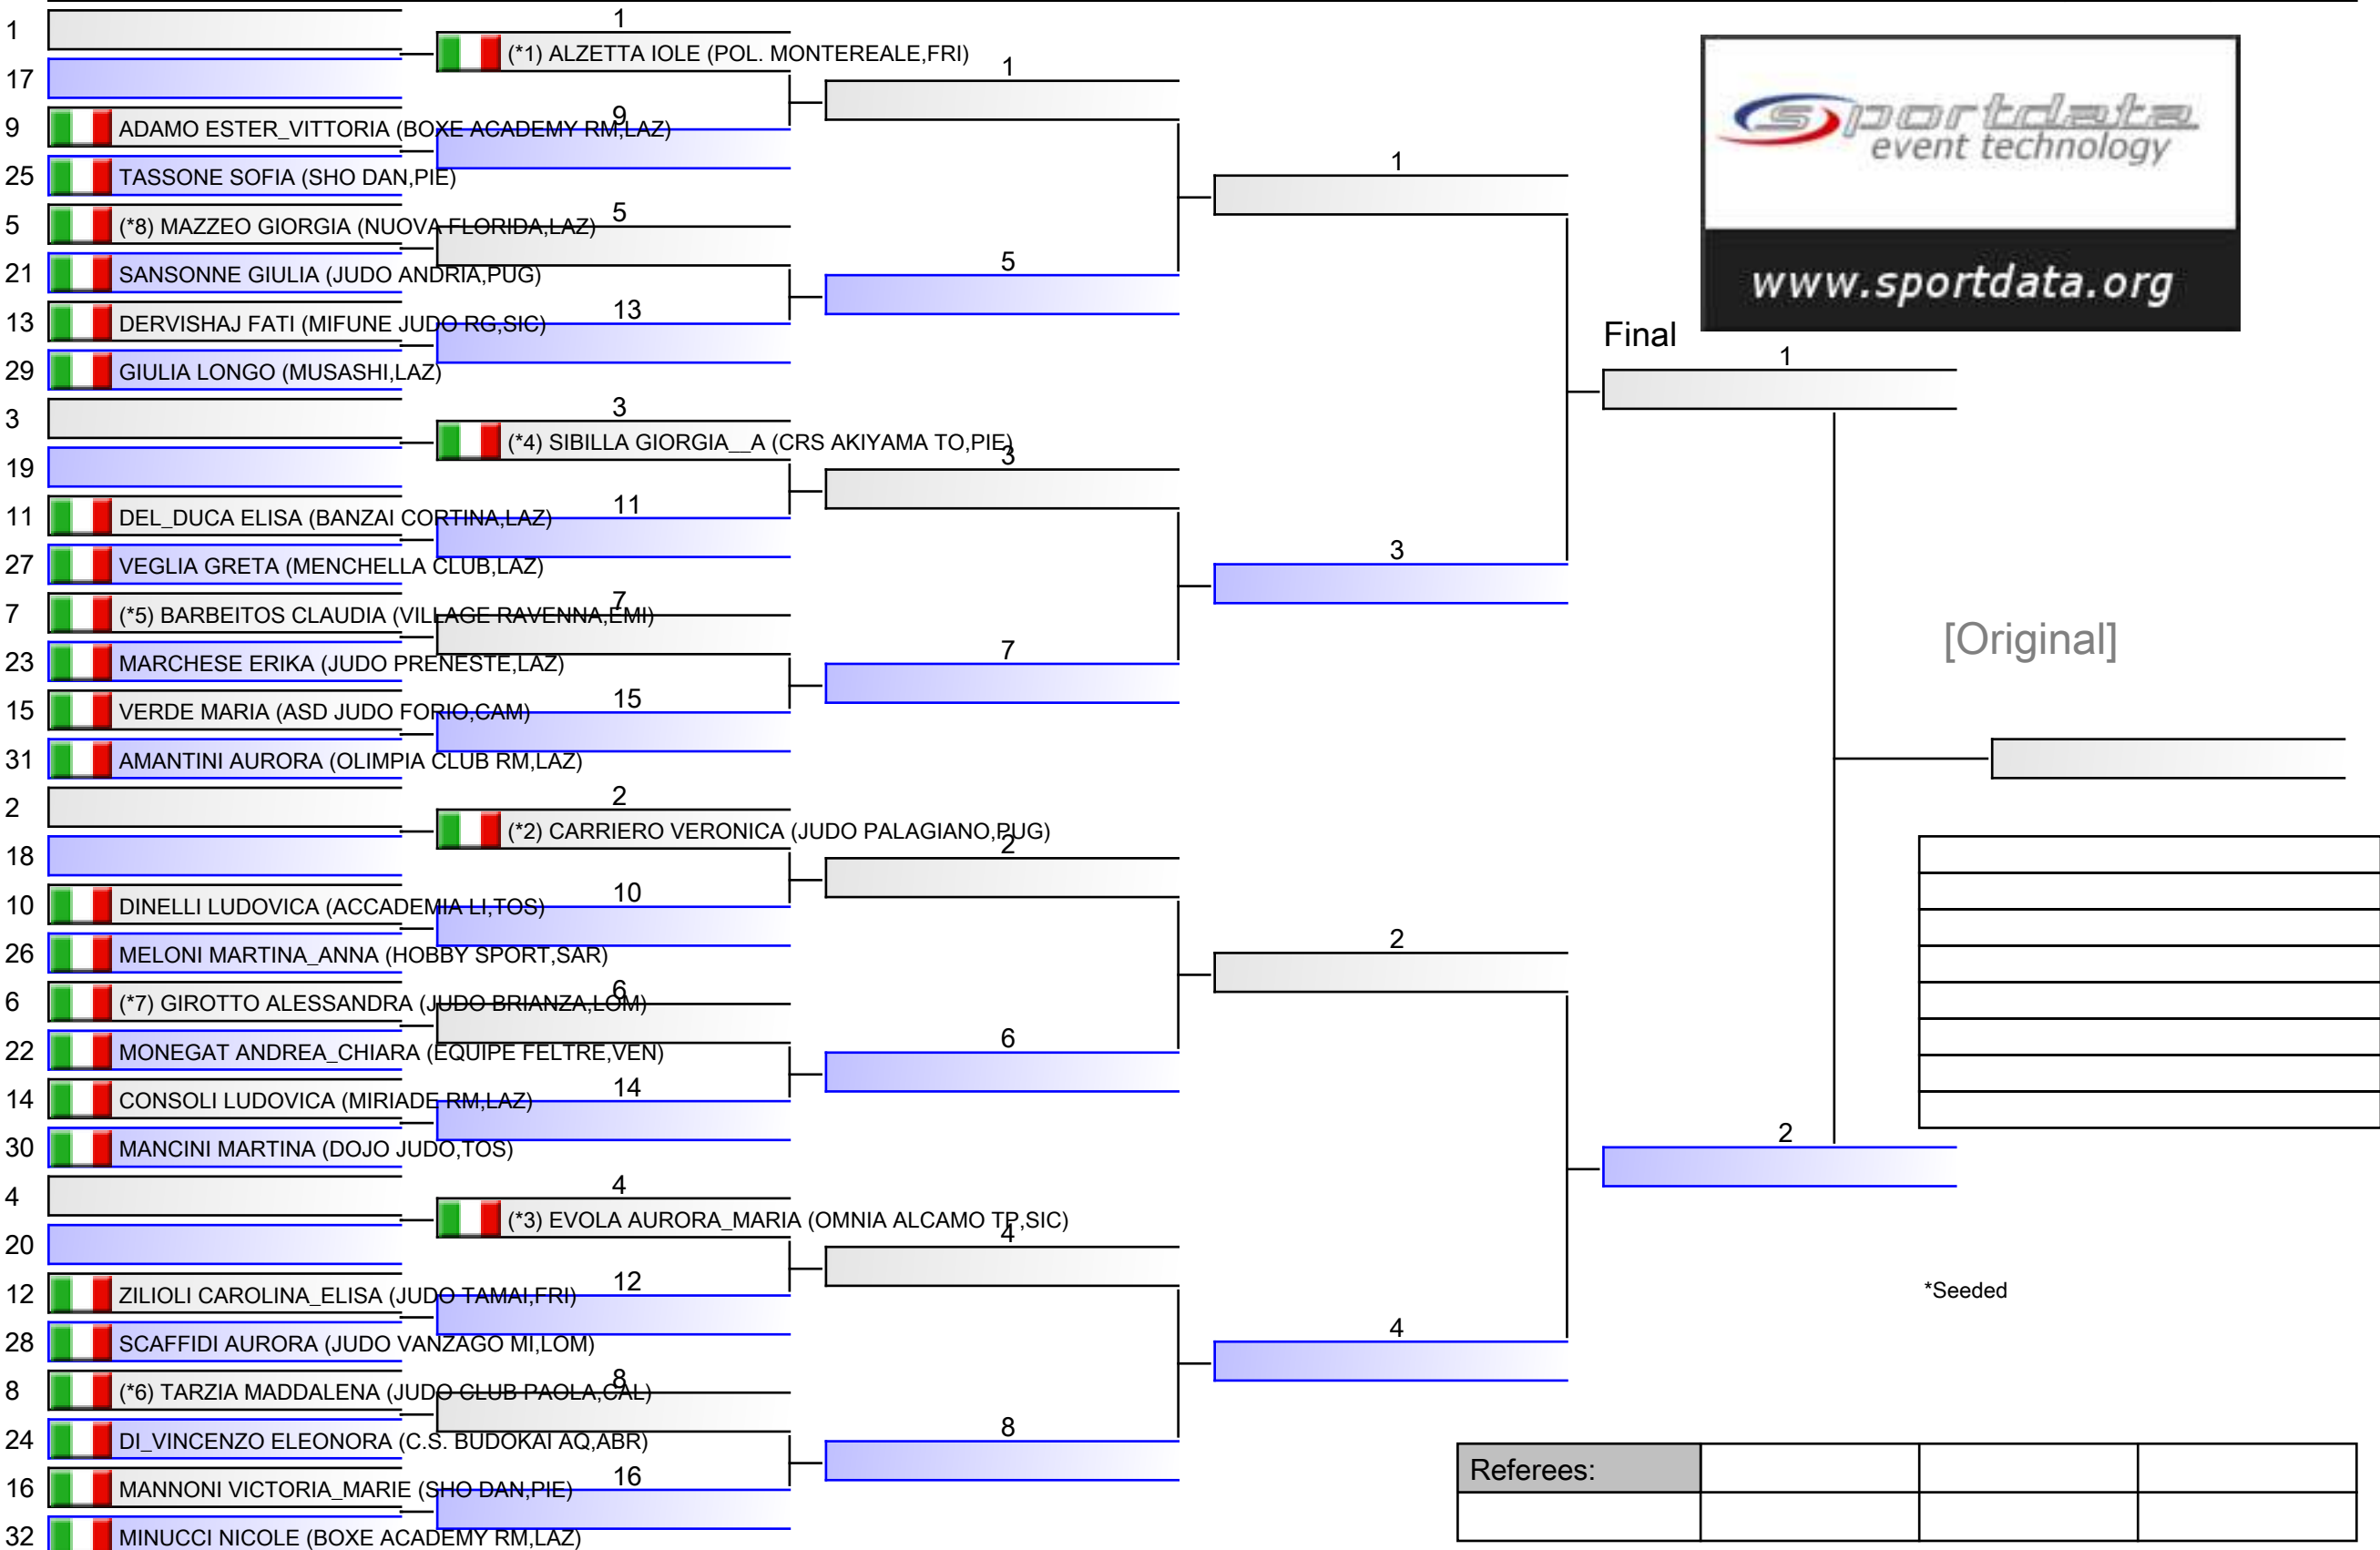 1
17
9 ADAMO ESTER_VITTORIA (BOXE ACADEMY RM,LAZ)
25 TASSONE SOFIA (SHO DAN,PIE)
5 (*8) MAZZEO GIORGIA (NUOVA FLORIDA,LAZ)
21 SANSONNE GIULIA (JUDO ANDRIA,PUG)
13 DERVISHAJ FATI (MIFUNE JUDO RG,SIC)
29 GIULIA LONGO (MUSASHI,LAZ)
3
19
11 DEL_DUCA ELISA (BANZAI CORTINA,LAZ)
27 VEGLIA GRETA (MENCHELLA CLUB,LAZ)
7 (*5) BARBEITOS CLAUDIA (VILLAGE RAVENNA,EMI)
23 MARCHESE ERIKA (JUDO PRENESTE,LAZ)
15 VERDE MARIA (ASD JUDO FORIO,CAM)
31 AMANTINI AURORA (OLIMPIA CLUB RM,LAZ)
2
18
10 DINELLI LUDOVICA (ACCADEMIA LI,TOS)
26 MELONI MARTINA_ANNA (HOBBY SPORT,SAR)
6 (*7) GIROTTO ALESSANDRA (JUDO BRIANZA,LOM)
22 MONEGAT ANDREA_CHIARA (EQUIPE FELTRE,VEN)
14 CONSOLI LUDOVICA (MIRIADE RM,LAZ)
30 MANCINI MARTINA (DOJO JUDO,TOS)
4
20
12 ZILIOLI CAROLINA_ELISA (JUDO TAMAI,FRI)
28 SCAFFIDI AURORA (JUDO VANZAGO MI,LOM)
8 (*6) TARZIA MADDALENA (JUDO CLUB PAOLA,CAL)
24 DI_VINCENZO ELEONORA (C.S. BUDOKAI AQ,ABR)
16 MANNONI VICTORIA_MARIE (SHO DAN,PIE)
32 MINUCCI NICOLE (BOXE ACADEMY RM,LAZ)
1
(*1) ALZETTA IOLE (POL. MONTEREALE,FRI)
9
5
13
3
(*4) SIBILLA GIORGIA__A (CRS AKIYAMA TO,PIE)
11
7
15
2
(*2) CARRIERO VERONICA (JUDO PALAGIANO,PUG)
10
6
14
4
(*3) EVOLA AURORA_MARIA (OMNIA ALCAMO TP,SIC)
12
8
16
1
5
3
7
2
6
4
8
1
3
2
4
Final
1
2
sportdata
event technology
www.sportdata.org
[Original]
*Seeded
Referees: